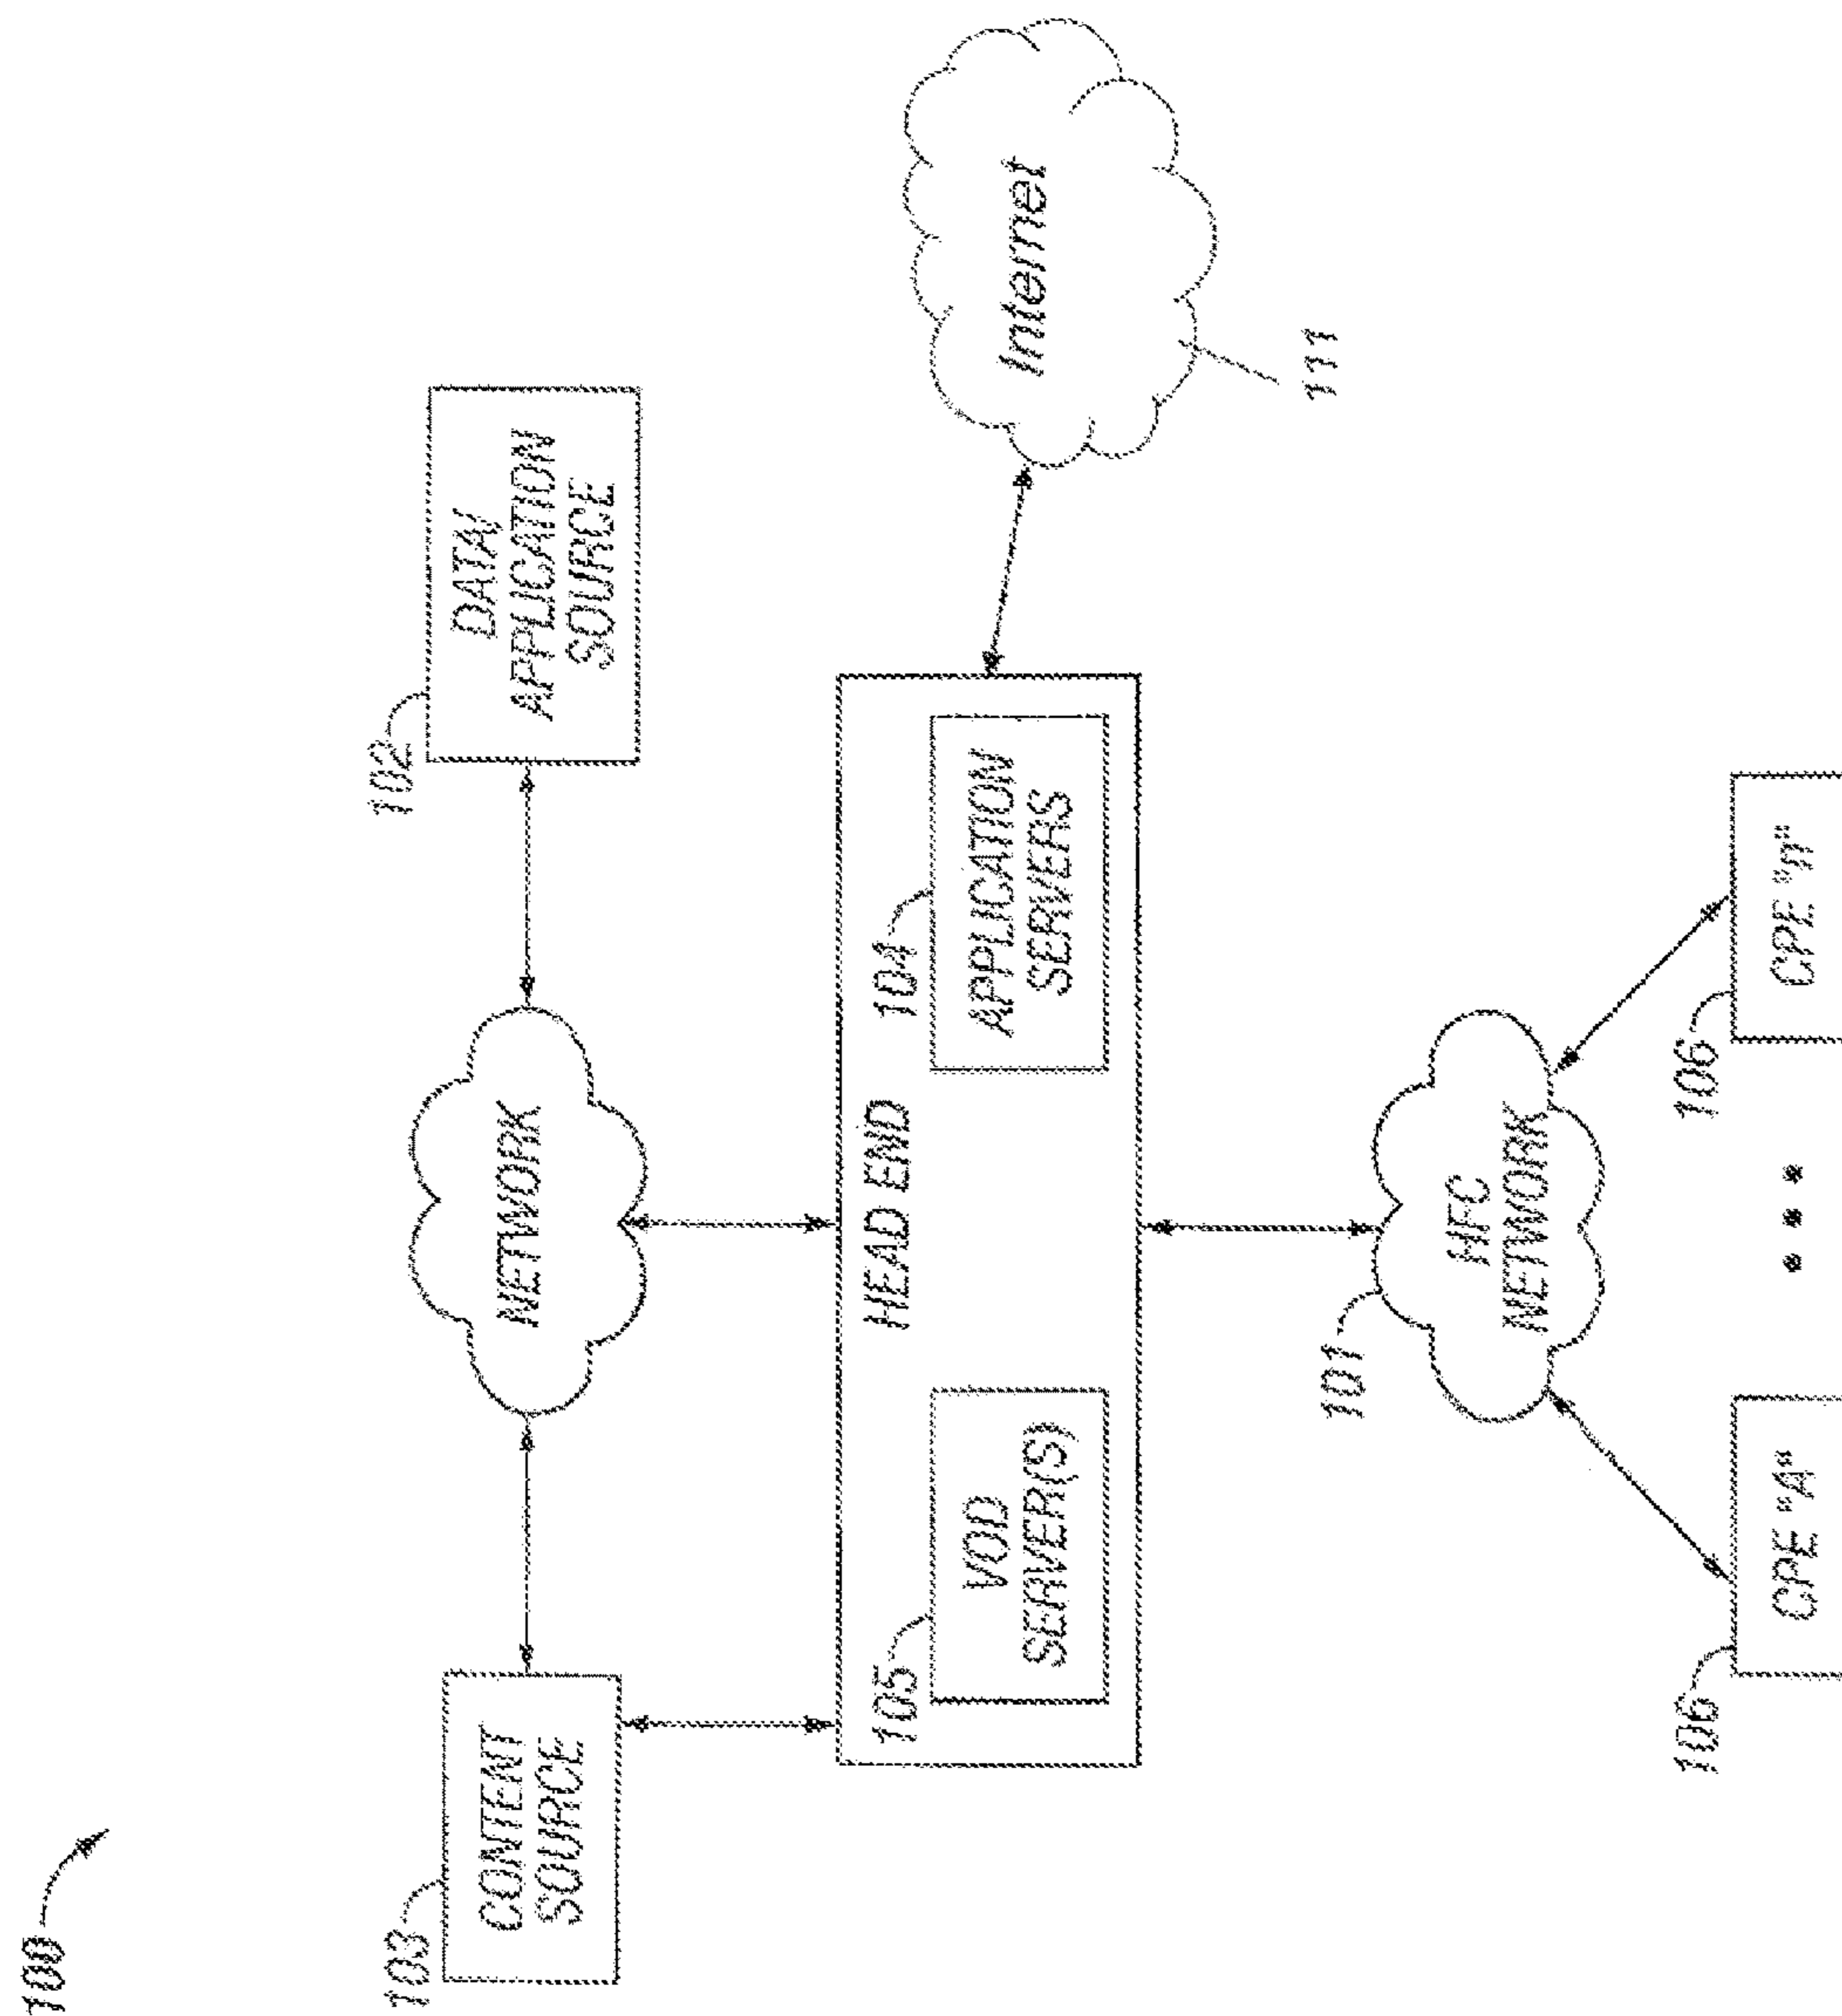 100
102
DATA/
APPLICATION
SOURCE
NETWORK
103
CONTENT
SOURCE
HEAD END
105
VOD
SERVER(S)
104
APPLICATION
SERVERS
Internet
111
101
HFC
NETWORK
106
CPE "A"
106
CPE "n"